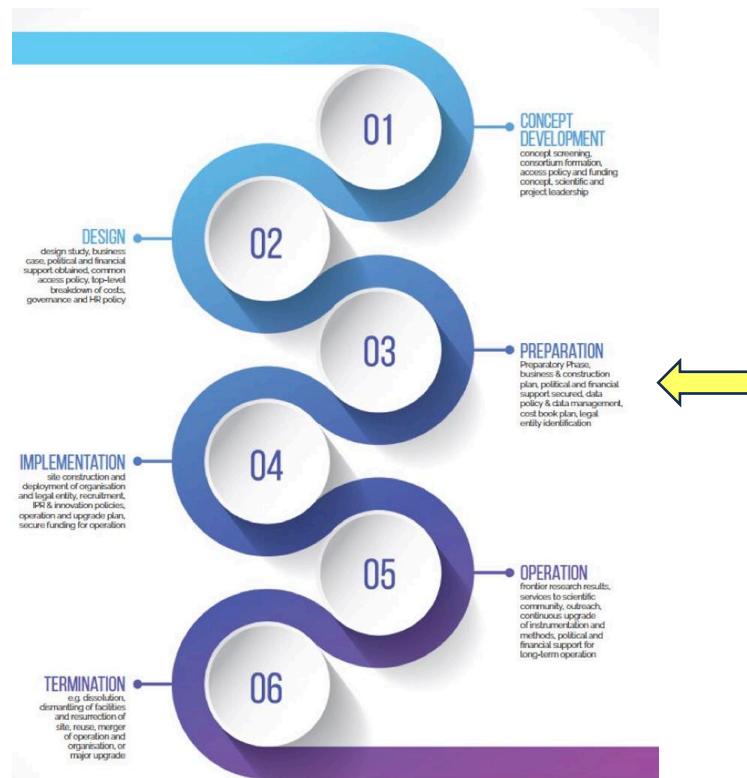 01
CONCEPT
DEVELOPMENT
concept screening,
consortium formation,
access policy and funding
concept, scientific and
project leadership
02
DESIGN
design study, business
case, political and financial
support obtained, common
access policy, top-level
breakdown of costs,
governance and HR policy
03
PREPARATION
Preparatory Phase,
business & construction
plan, political and financial
support secured, data
policy & data management,
cost book plan, legal
entity identification
04
IMPLEMENTATION
site construction and
deployment of organisation
and legal entity, recruitment,
IPR & innovation policies,
operation and upgrade plan,
secure funding for operation
05
OPERATION
frontier research results,
services to scientific
community, outreach,
continuous upgrade
of instrumentation and
methods, political and
financial support for
long-term operation
06
TERMINATION
e.g. dissolution,
dismantling of facilities
and resurrection of
site, reuse, merger
of operation and
organisation, or
major upgrade